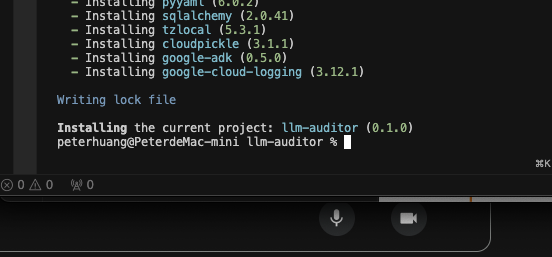 - Installing pyyaml (6.0.2)
- Installing sqlalchemy (2.0.41)
- Installing tzlocal (5.3.1)
- Installing cloudpickle (3.1.1)
- Installing google-adk (0.5.0)
- Installing google-cloud-logging (3.12.1)
Writing lock file
Installing the current project: llm-auditor (0.1.0)
peterhuang@PeterdeMac-mini llm-auditor %
⌘K
0 0 0